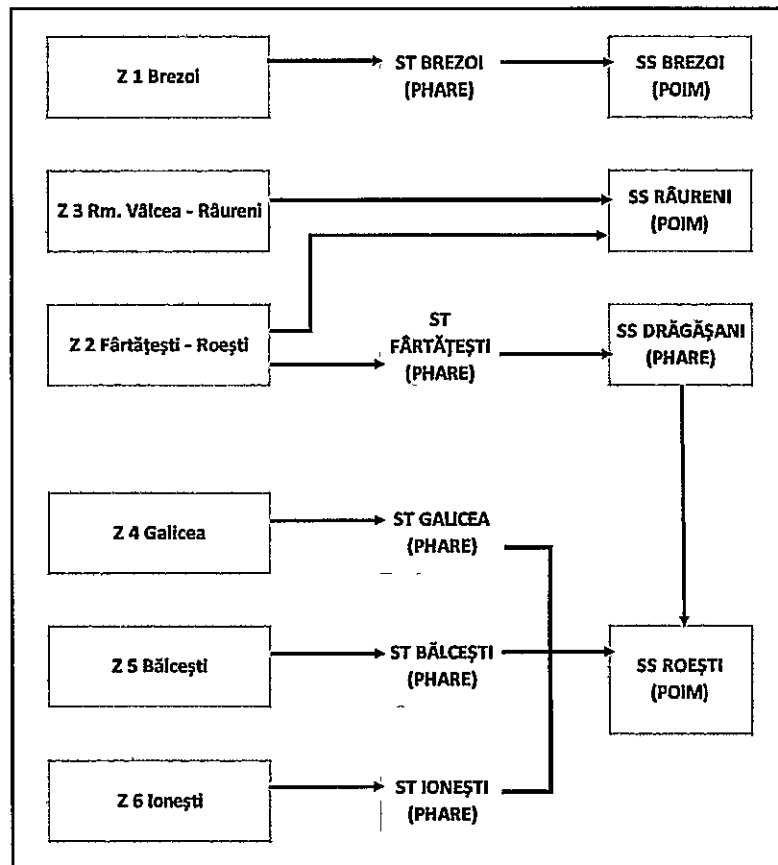 Z 1 Brezoi
ST BREZOI
(PHARE)
SS BREZOI
(POIM)
Z 3 Rm. Vâlcea - Râureni
SS RÂURENI
(POIM)
Z 2 Fârtățești - Roești
ST
FÂRTĂȚEȘTI
(PHARE)
SS DRĂGĂȘANI
(PHARE)
Z 4 Galicea
ST GALICEA
(PHARE)
Z 5 Bălcești
ST BĂLCEȘTI
(PHARE)
SS ROEȘTI
(POIM)
Z 6 Ionești
ST IONEȘTI
(PHARE)